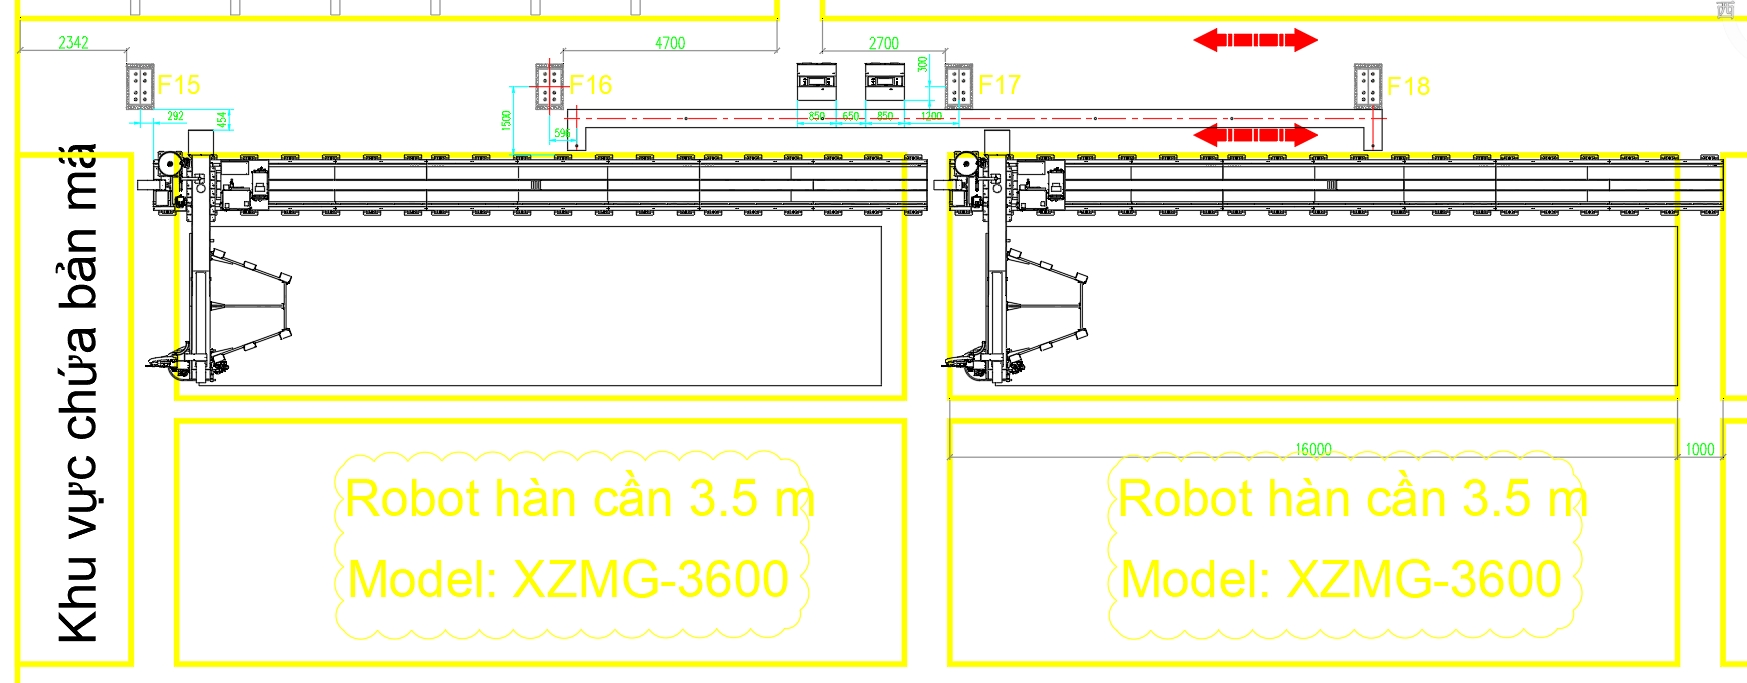 西
2342
4700
2700
300
F15
F16
F17
F18
292
454
1500
596
850
650
850
1200
Khu vực chứa bản mã
16000
1000
Robot hàn cần 3.5 m
Model: XZMG-3600
Robot hàn cần 3.5 m
Model: XZMG-3600